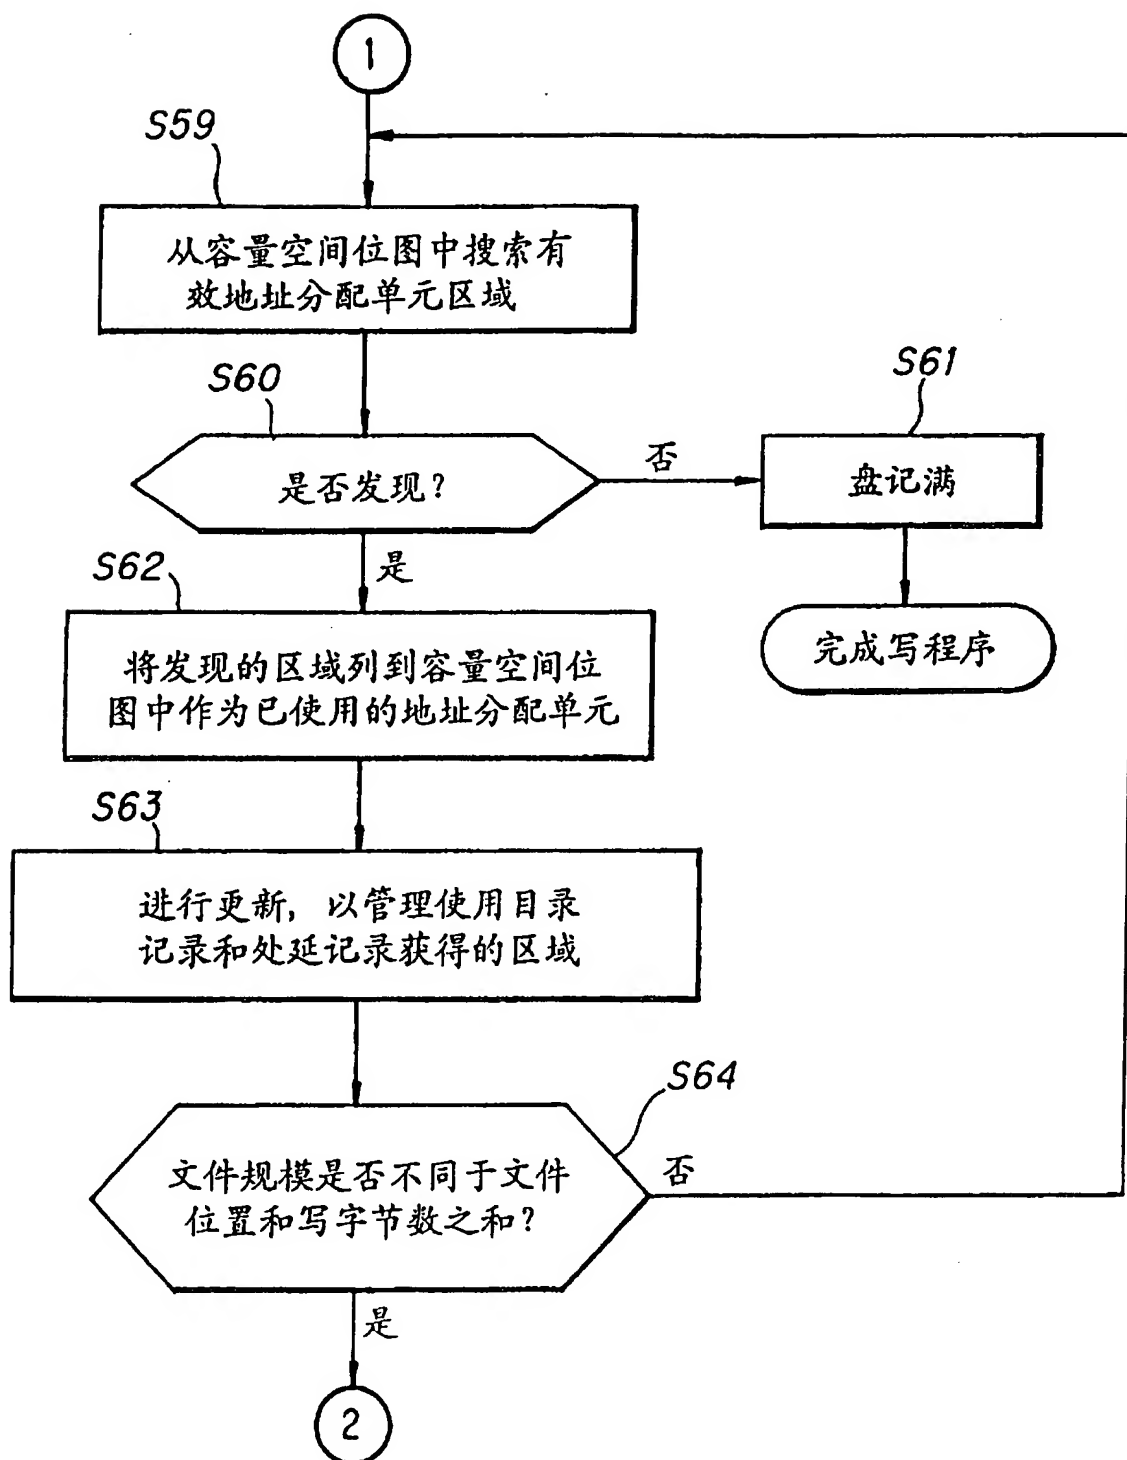 1
S59
从容量空间位图中搜索有
效地址分配单元区域
S60
是否发现?
否
S61
盘记满
完成写程序
是
S62
将发现的区域列到容量空间位
图中作为已使用的地址分配单元
S63
进行更新，以管理使用目录
记录和处延记录获得的区域
S64
文件规模是否不同于文件
位置和写字节数之和?
否
是
2